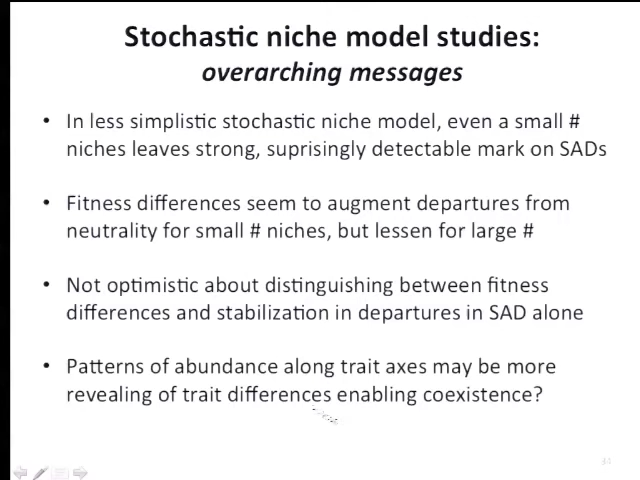 Stochastic niche model studies:
overarching messages
• In less simplistic stochastic niche model, even a small #
niches leaves strong, suprisingly detectable mark on SADs
• Fitness differences seem to augment departures from
neutrality for small # niches, but lessen for large #
• Not optimistic about distinguishing between fitness
differences and stabilization in departures in SAD alone
• Patterns of abundance along trait axes may be more
revealing of trait differences enabling coexistence?